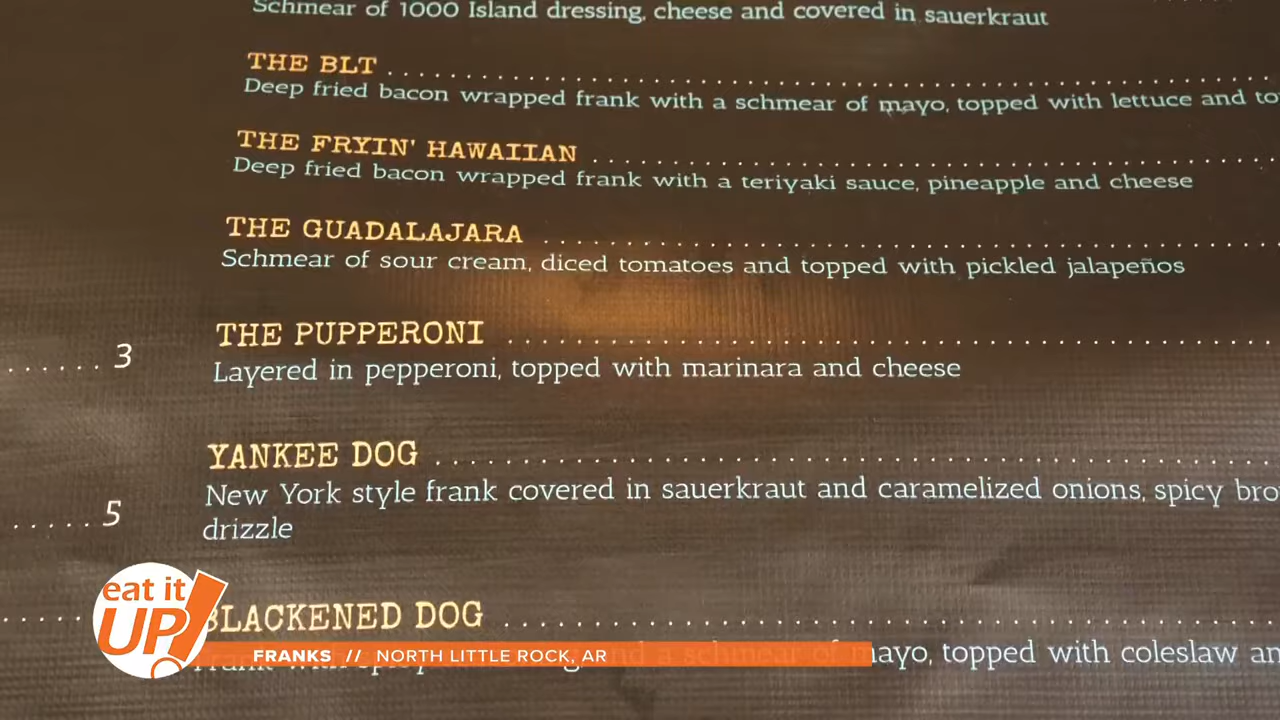 Schmear of 1000 Island dressing, cheese and covered in sauerkraut
THE BLT
Deep fried bacon wrapped frank with a schmear of mayo, topped with lettuce and to
THE FRYIN' HAWAIIAN
Deep fried bacon wrapped frank with a teriyaki sauce, pineapple and cheese
THE GUADALAJARA
Schmear of sour cream, diced tomatoes and topped with pickled jalapeños
THE PUPPERONI
3
Layered in pepperoni, topped with marinara and cheese
YANKEE DOG
New York style frank covered in sauerkraut and caramelized onions, spicy bro
5
drizzle
BLACKENED DOG
mayo, topped with coleslaw an
eat it
UP!
FRANKS // NORTH LITTLE ROCK, AR